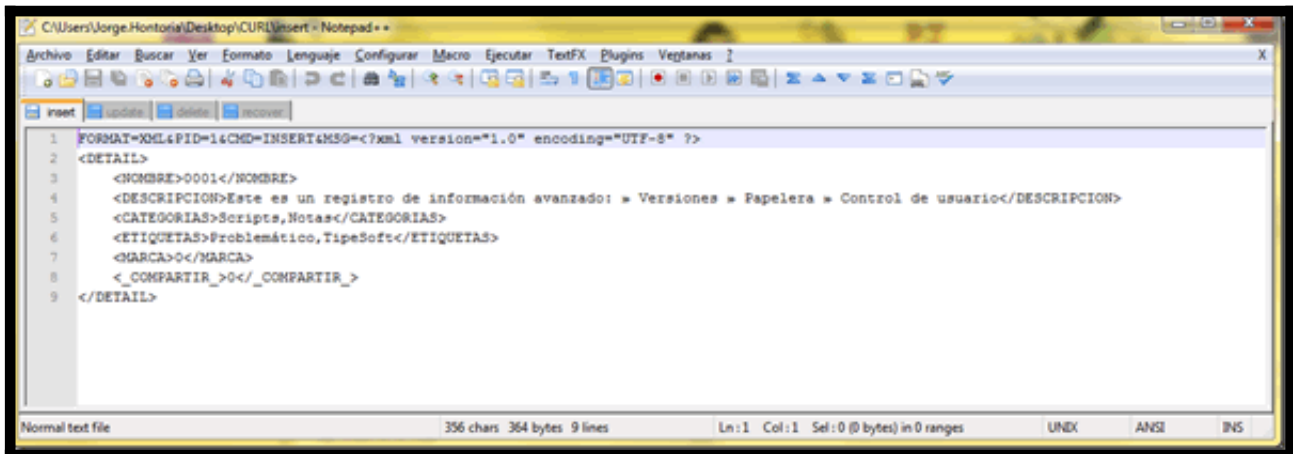 C:\Users\Jorge.Hontoria\Desktop\CURL\insert - Notepad++
Archivo Editar Buscar Ver Formato Lenguaje Configurar Macro Ejecutar TextFX Plugins Ventanas ? X
insert update delete recover
1 FORMAT=XML&PID=1&CMD=INSERT&MSG=<?xml version="1.0" encoding="UTF-8" ?>
2 <DETAIL>
3 <NOMBRE>0001</NOMBRE>
4 <DESCRIPCION>Este es un registro de información avanzado: » Versiones » Papelera » Control de usuario</DESCRIPCION>
5 <CATEGORIAS>Scripts,Notas</CATEGORIAS>
6 <ETIQUETAS>Problemático,TipeSoft</ETIQUETAS>
7 <MARCA>0</MARCA>
8 <_COMPARTIR_>0</_COMPARTIR_>
9 </DETAIL>
Normal text file 356 chars 364 bytes 9 lines Ln : 1 Col : 1 Sel : 0 (0 bytes) in 0 ranges UNIX ANSI INS